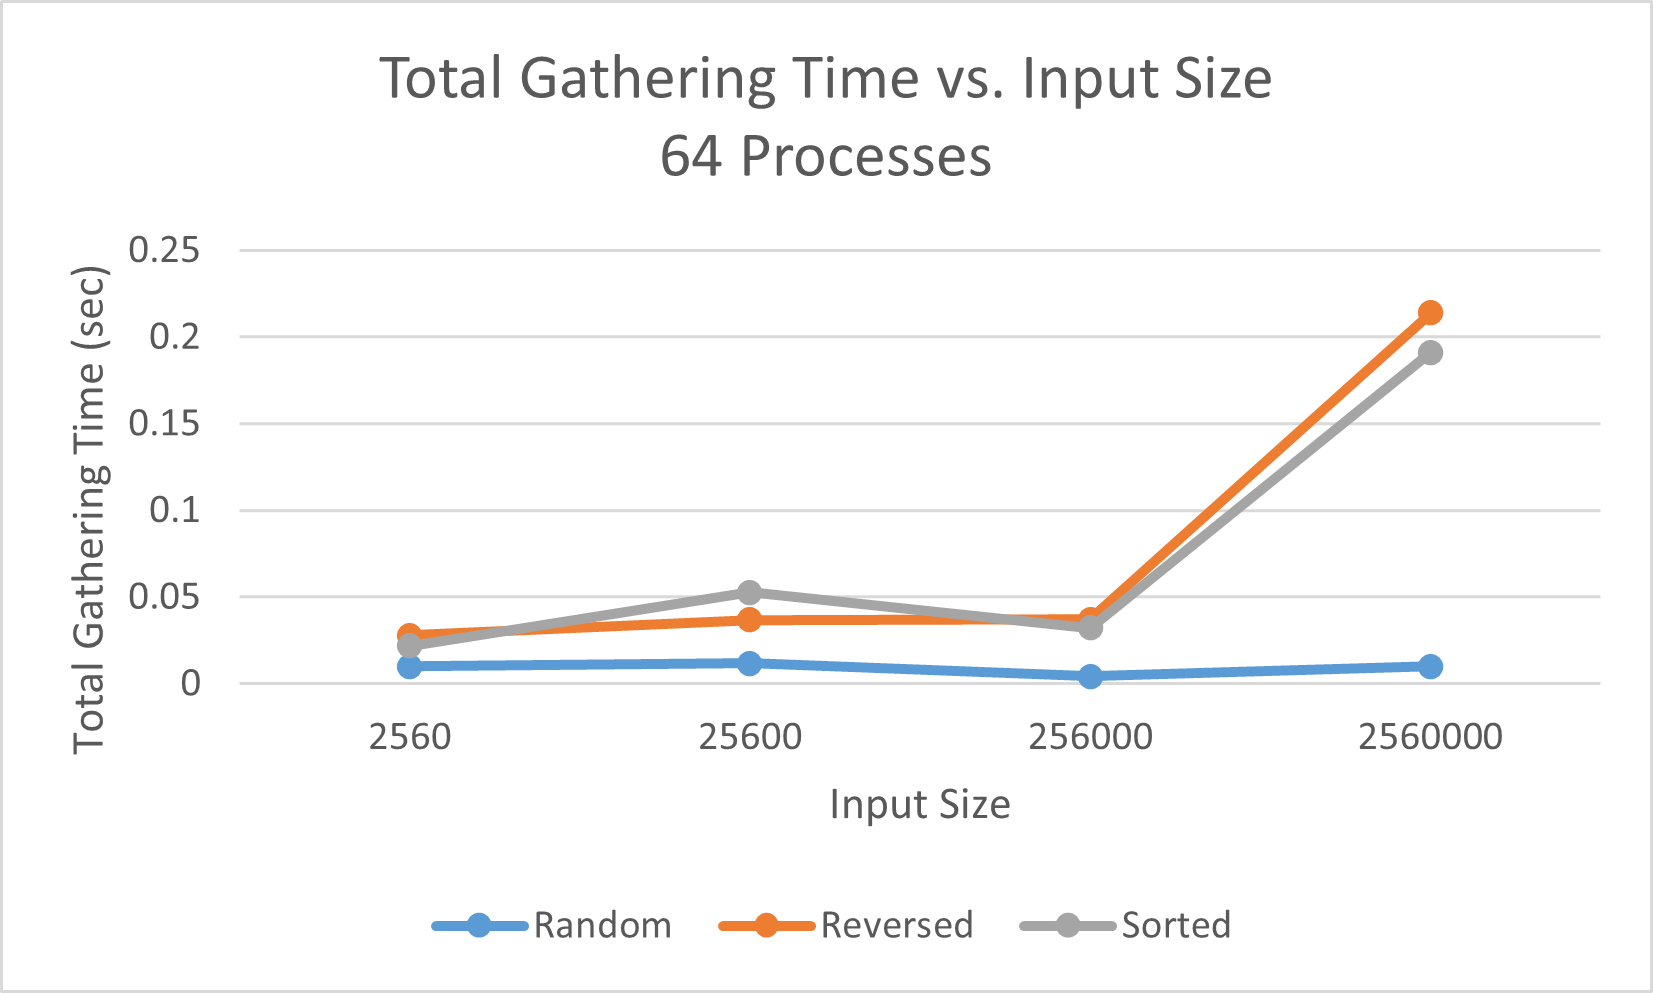 Total Gathering Time vs. Input Size
64 Processes
Total Gathering Time (sec)
0.25
0.2
0.15
0.1
0.05
0
2560 25600 256000 2560000
Input Size
Random Reversed Sorted